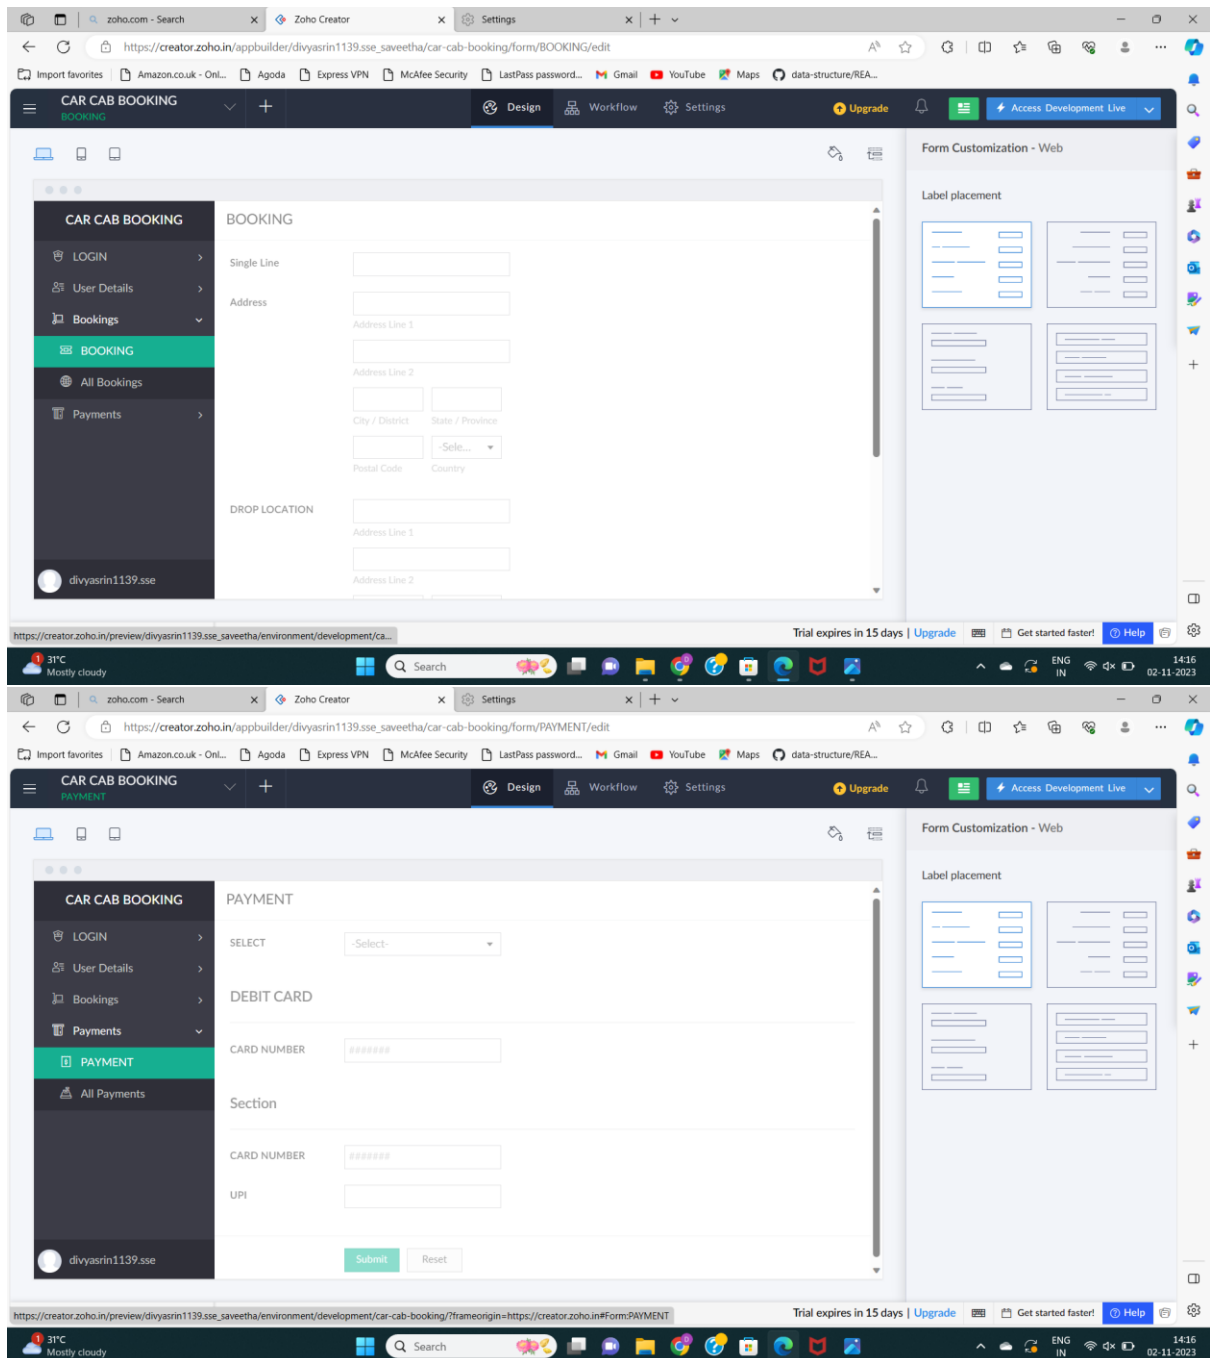 zoho.com - Search
Zoho Creator
Settings
https://creator.zoho.in/appbuilder/divyasrin1139.sse_saveetha/car-cab-booking/form/BOOKING/edit
Import favorites
Amazon.co.uk - Onl...
Agoda
Express VPN
McAfee Security
LastPass password...
Gmail
YouTube
Maps
data-structure/REA...
CAR CAB BOOKING
BOOKING
Design
Workflow
Settings
Upgrade
Access Development Live
Form Customization - Web
Label placement
CAR CAB BOOKING
LOGIN
User Details
Bookings
BOOKING
All Bookings
Payments
divyasrin1139.sse
BOOKING
Single Line
Address
Address Line 1
Address Line 2
City / District
State / Province
-Sele...
Postal Code
Country
DROP LOCATION
Address Line 1
Address Line 2
https://creator.zoho.in/preview/divyasrin1139.sse_saveetha/environment/development/ca...
Trial expires in 15 days | Upgrade
Get started faster!
Help
1
31°C
Mostly cloudy
Search
ENG
IN
14:16
02-11-2023
zoho.com - Search
Zoho Creator
Settings
https://creator.zoho.in/appbuilder/divyasrin1139.sse_saveetha/car-cab-booking/form/PAYMENT/edit
Import favorites
Amazon.co.uk - Onl...
Agoda
Express VPN
McAfee Security
LastPass password...
Gmail
YouTube
Maps
data-structure/REA...
CAR CAB BOOKING
PAYMENT
Design
Workflow
Settings
Upgrade
Access Development Live
Form Customization - Web
Label placement
CAR CAB BOOKING
LOGIN
User Details
Bookings
Payments
PAYMENT
All Payments
divyasrin1139.sse
PAYMENT
SELECT
-Select-
DEBIT CARD
CARD NUMBER
#######
Section
CARD NUMBER
#######
UPI
Submit
Reset
https://creator.zoho.in/preview/divyasrin1139.sse_saveetha/environment/development/car-cab-booking/?frameorigin=https://creator.zoho.in#Form:PAYMENT
Trial expires in 15 days | Upgrade
Get started faster!
Help
1
31°C
Mostly cloudy
Search
ENG
IN
14:16
02-11-2023